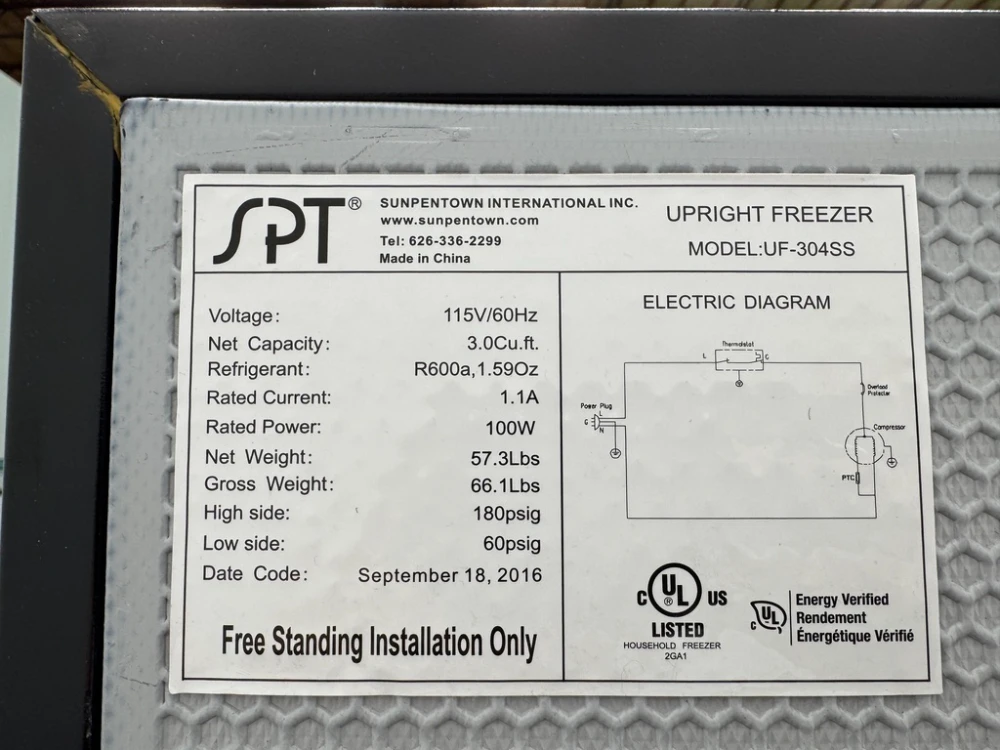 SPT®
SUNPENTOWN INTERNATIONAL INC.
www.sunpentown.com
Tel: 626-336-2299
Made in China
UPRIGHT FREEZER
MODEL:UF-304SS
Voltage: 115V/60Hz
Net Capacity: 3.0Cu.ft.
Refrigerant: R600a,1.59Oz
Rated Current: 1.1A
Rated Power: 100W
Net Weight: 57.3Lbs
Gross Weight: 66.1Lbs
High side: 180psig
Low side: 60psig
Date Code: September 18, 2016
Free Standing Installation Only
ELECTRIC DIAGRAM
Thermolstat
L C
Overload
Protector
Power Plug
L
G
N
Compressor
PTC
C UL® US
LISTED
HOUSEHOLD FREEZER
2GA1
C UL
Energy Verified
Rendement
Énergétique Vérifié